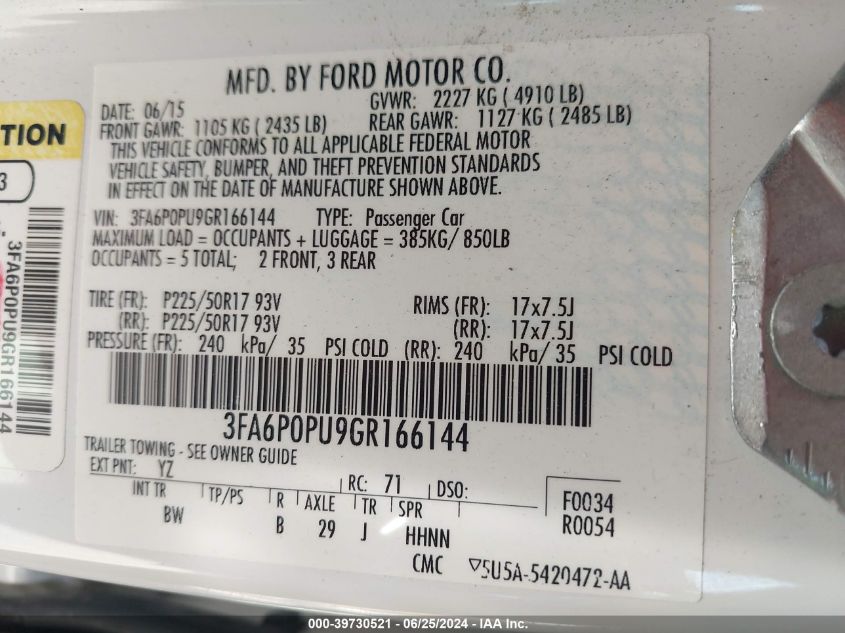 MFD. BY FORD MOTOR CO.
DATE: 06/15 GVWR: 2227 KG ( 4910 LB)
FRONT GAWR: 1105 KG ( 2435 LB) REAR GAWR: 1127 KG ( 2485 LB)
THIS VEHICLE CONFORMS TO ALL APPLICABLE FEDERAL MOTOR
VEHICLE SAFETY, BUMPER, AND THEFT PREVENTION STANDARDS
IN EFFECT ON THE DATE OF MANUFACTURE SHOWN ABOVE.
VIN: 3FA6P0PU9GR166144 TYPE: Passenger Car
MAXIMUM LOAD = OCCUPANTS + LUGGAGE = 385KG/ 850LB
OCCUPANTS = 5 TOTAL; 2 FRONT, 3 REAR
TIRE (FR): P225/50R17 93V RIMS (FR): 17x7.5J
(RR): P225/50R17 93V (RR): 17x7.5J
PRESSURE (FR): 240 kPa/ 35 PSI COLD (RR): 240 kPa/ 35 PSI COLD
3FA6P0PU9GR166144
TRAILER TOWING - SEE OWNER GUIDE
EXT PNT: YZ RC: 71 DSO:
INT TR TP/PS R AXLE TR SPR
BW B 29 J HHNN
F0034
R0054
CMC 5U5A-5420472-AA
TION
3
3FA6P0PU9GR166144
000-39730521 / 06/25/2024 - IAA Inc.